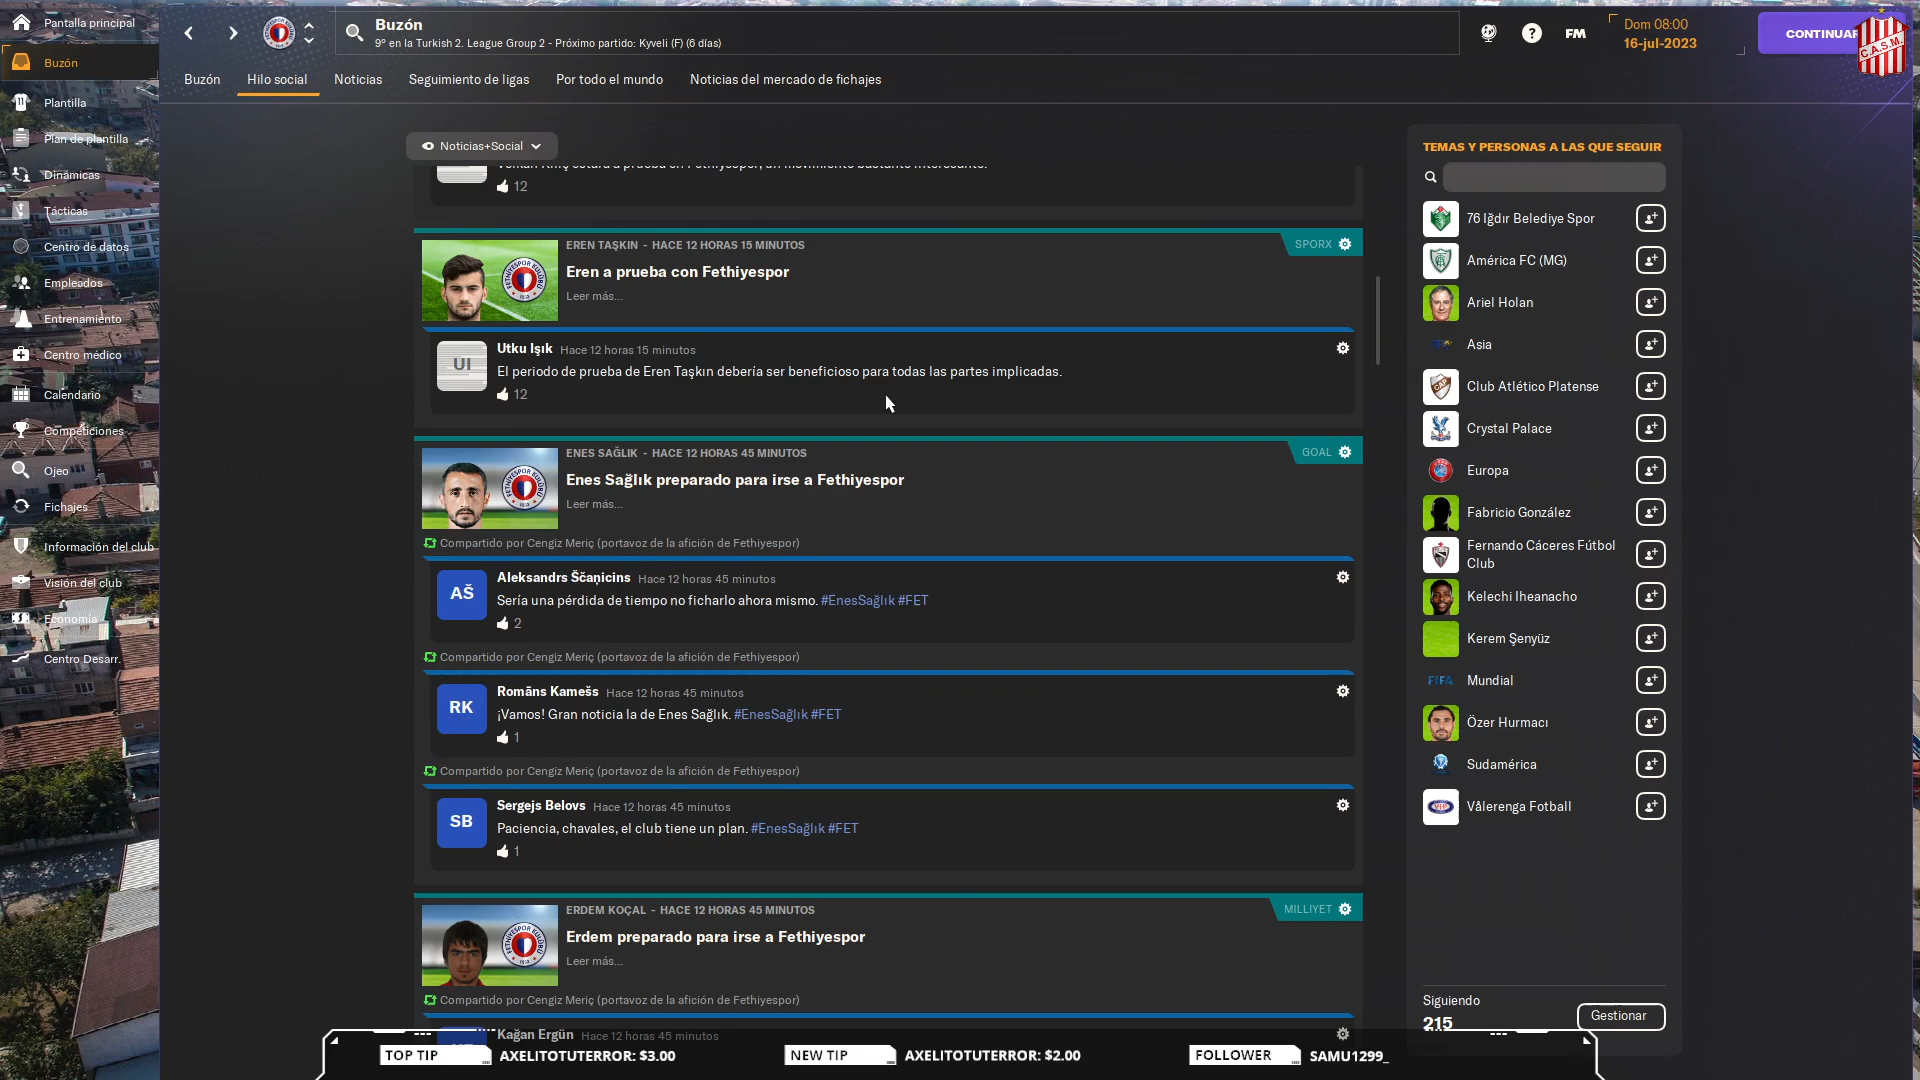 Pantalla principal
Buzón
Plantilla
Plan de plantilla
Dinámicas
Tácticas
Centro de datos
Empleados
Entrenamiento
Centro médico
Calendario
Competiciones
Ojeo
Fichajes
Información del club
Visión del club
Economía
Centro Desarr.
Buzón
9º en la Turkish 2. League Group 2 - Próximo partido: Kyveli (F) (6 días)
FM
Dom 08:00
16-jul-2023
CONTINUAR
C.A.S.M.
Buzón
Hilo social
Noticias
Seguimiento de ligas
Por todo el mundo
Noticias del mercado de fichajes
Noticias+Social
Volkan Kılıç estará a prueba en Fethiyespor, un movimiento bastante interesante.
12
EREN TAŞKIN - HACE 12 HORAS 15 MINUTOS
SPORX
Eren a prueba con Fethiyespor
Leer más...
UI
Utku Işık Hace 12 horas 15 minutos
El periodo de prueba de Eren Taşkın debería ser beneficioso para todas las partes implicadas.
12
ENES SAĞLIK - HACE 12 HORAS 45 MINUTOS
GOAL
Enes Sağlık preparado para irse a Fethiyespor
Leer más...
Compartido por Cengiz Meriç (portavoz de la afición de Fethiyespor)
AŠ
Aleksandrs Ščaņicins Hace 12 horas 45 minutos
Sería una pérdida de tiempo no ficharlo ahora mismo. #EnesSağlık #FET
2
Compartido por Cengiz Meriç (portavoz de la afición de Fethiyespor)
RK
Romāns Kamešs Hace 12 horas 45 minutos
¡Vamos! Gran noticia la de Enes Sağlık. #EnesSağlık #FET
1
Compartido por Cengiz Meriç (portavoz de la afición de Fethiyespor)
SB
Sergejs Belovs Hace 12 horas 45 minutos
Paciencia, chavales, el club tiene un plan. #EnesSağlık #FET
1
ERDEM KOÇAL - HACE 12 HORAS 45 MINUTOS
MILLIYET
Erdem preparado para irse a Fethiyespor
Leer más...
Compartido por Cengiz Meriç (portavoz de la afición de Fethiyespor)
Kağan Ergün Hace 12 horas 45 minutos
TEMAS Y PERSONAS A LAS QUE SEGUIR
76 Iğdır Belediye Spor
América FC (MG)
Ariel Holan
Asia
Club Atlético Platense
Crystal Palace
Europa
Fabricio González
Fernando Cáceres Fútbol
Club
Kelechi Iheanacho
Kerem Şenyüz
FIFA
Mundial
Özer Hurmacı
Sudamérica
Vålerenga Fotball
Siguiendo
215
Gestionar
TOP TIP
AXELITOTUTERROR: $3.00
NEW TIP
AXELITOTUTERROR: $2.00
FOLLOWER
SAMU1299_